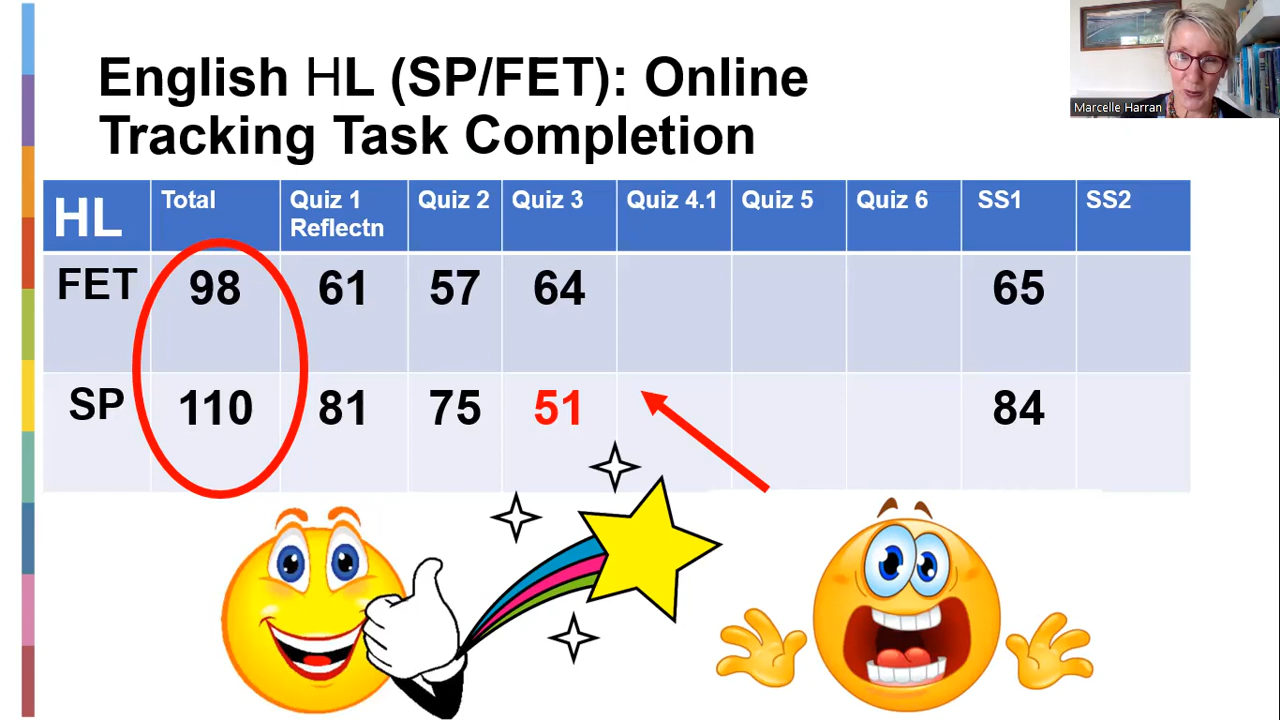 English HL (SP/FET): Online
Tracking Task Completion
Marcelle Harran
HL Total Quiz 1 Reflectn Quiz 2 Quiz 3 Quiz 4.1 Quiz 5 Quiz 6 SS1 SS2
FET 98 61 57 64 65
SP 110 81 75 51 84